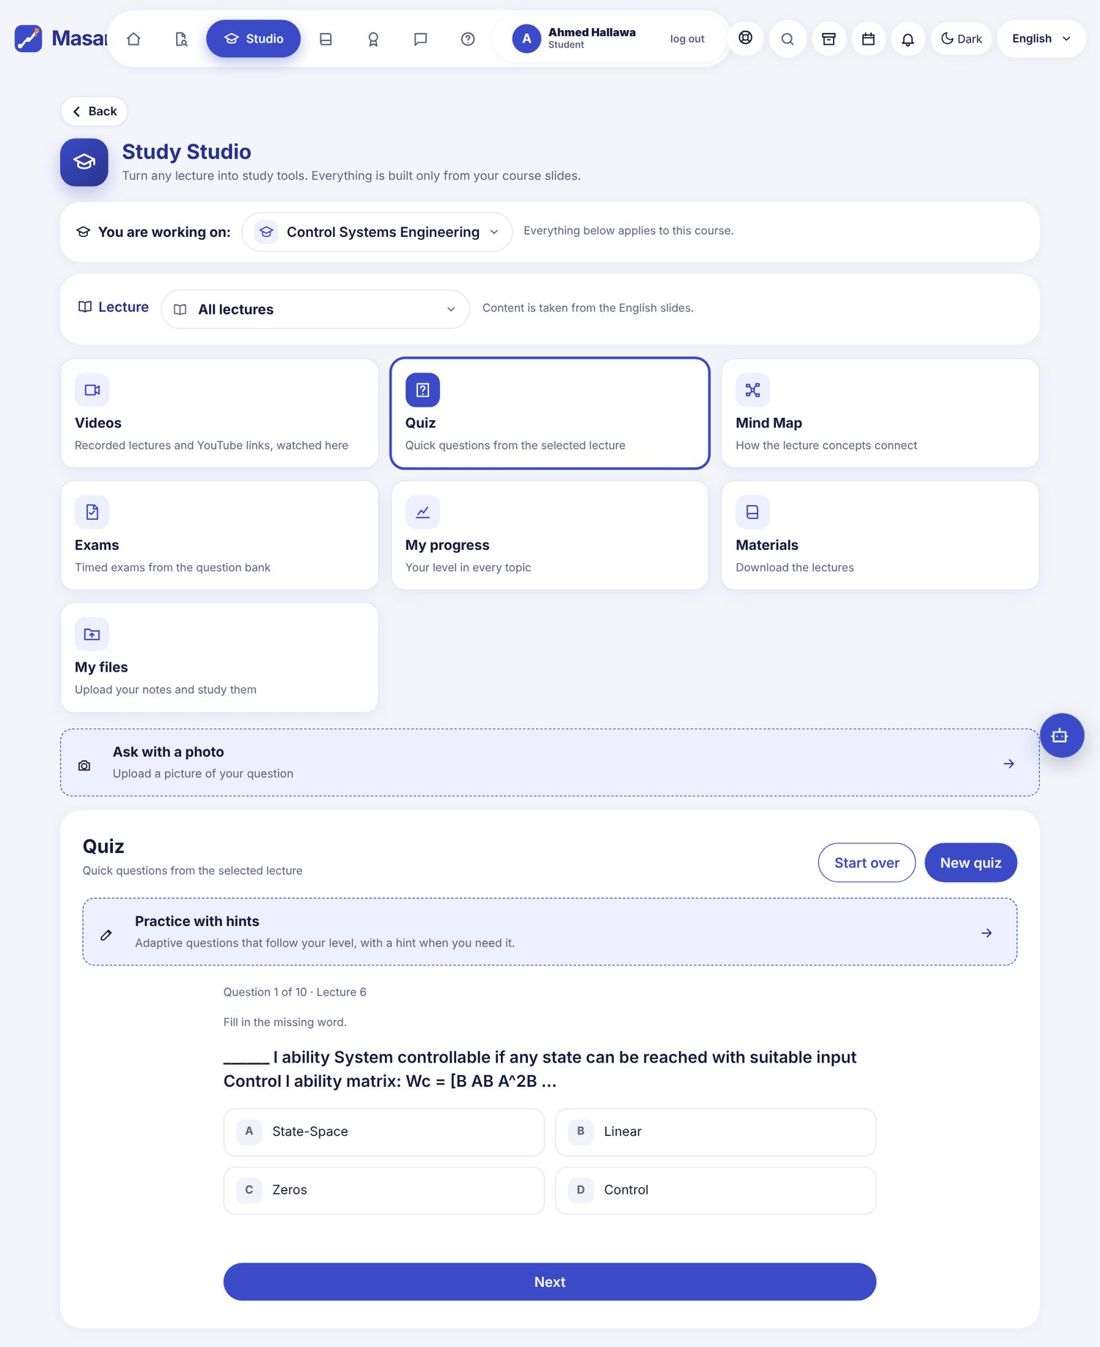 Masar
Studio
A
Ahmed Hallawa
Student
log out
Dark
English
Back
Study Studio
Turn any lecture into study tools. Everything is built only from your course slides.
You are working on:
Control Systems Engineering
Everything below applies to this course.
Lecture
All lectures
Content is taken from the English slides.
Videos
Recorded lectures and YouTube links, watched here
Quiz
Quick questions from the selected lecture
Mind Map
How the lecture concepts connect
Exams
Timed exams from the question bank
My progress
Your level in every topic
Materials
Download the lectures
My files
Upload your notes and study them
Ask with a photo
Upload a picture of your question
Quiz
Quick questions from the selected lecture
Start over
New quiz
Practice with hints
Adaptive questions that follow your level, with a hint when you need it.
Question 1 of 10 · Lecture 6
Fill in the missing word.
______ l ability System controllable if any state can be reached with suitable input
Control l ability matrix: Wc = [B AB A^2B ...
A State-Space
B Linear
C Zeros
D Control
Next